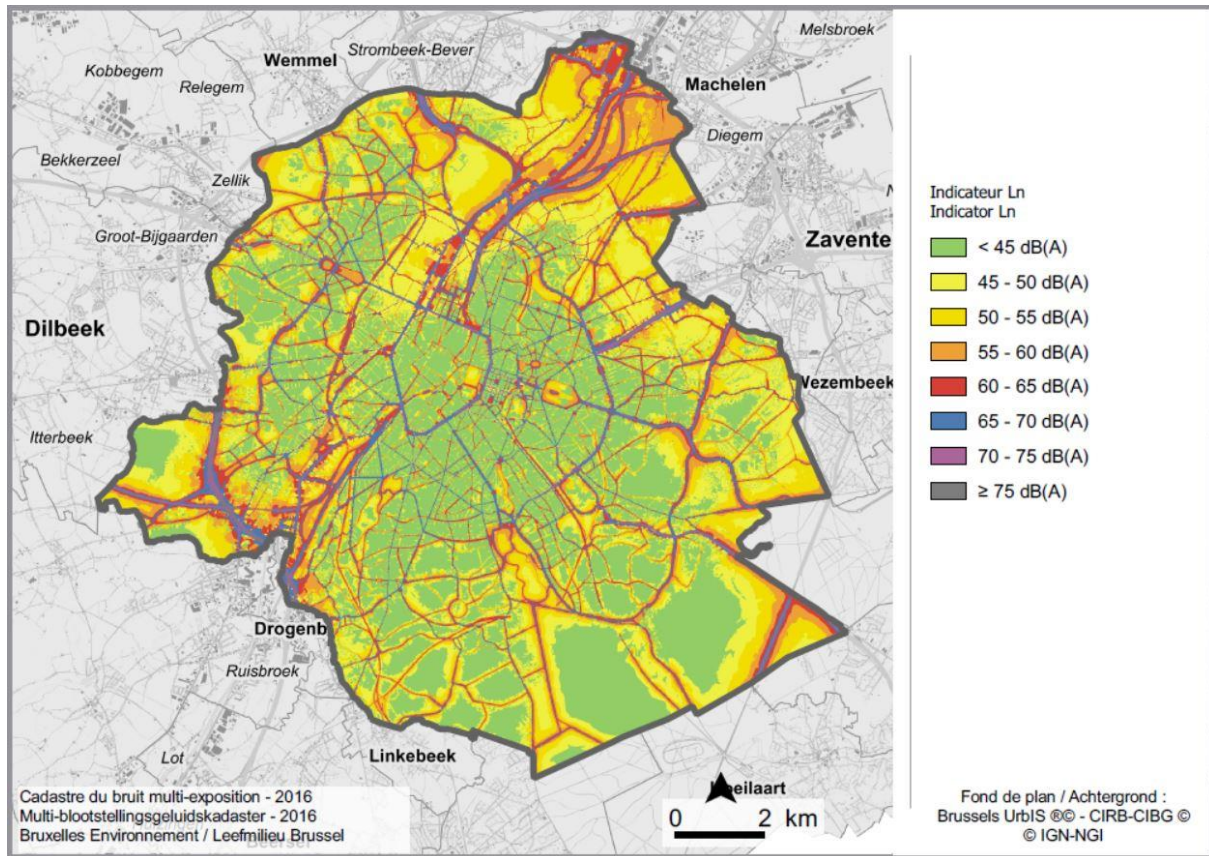 Melsbroek
Strombeek-Bever
Wemmel
Kobbegem
Machelen
Relegem
Diegem
Bekkerzeel
Zellik
Groot-Bijgaarden
Zavente
Dilbeek
Wezembeek
Itterbeek
Drogenb
Ruisbroek
Linkebeek
Lot
Indicateur Ln
Indicator Ln
< 45 dB(A)
45 - 50 dB(A)
50 - 55 dB(A)
55 - 60 dB(A)
60 - 65 dB(A)
65 - 70 dB(A)
70 - 75 dB(A)
≥ 75 dB(A)
0 2 km
Cadastre du bruit multi-exposition - 2016
Multi-blootstellingsgeluidskadaster - 2016
Bruxelles Environnement / Leefmilieu Brussel
Fond de plan / Achtergrond :
Brussels UrbIS ®© - CIRB-CIBG ©
© IGN-NGI